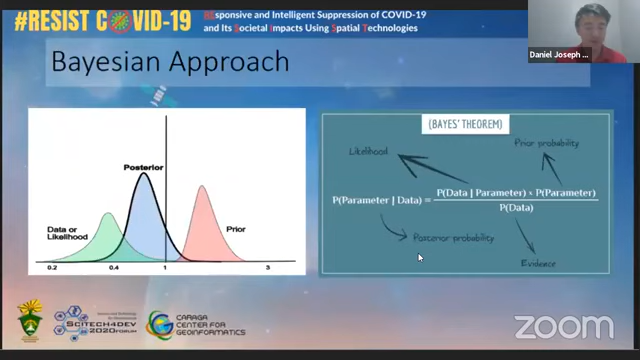 #RESIST COVID-19
REsponsive and Intelligent Suppression of COVID-19
and Its Societal Impacts Using Spatial Technologies
Daniel Joseph ...
Bayesian Approach
Posterior
Data or
Likelihood
Prior
0.2
0.4
1
3
(BAYES' THEOREM)
Likelihood
Prior probability
P(Parameter | Data) = P(Data | Parameter) * P(Parameter)
P(Data)
Posterior probability
Evidence
SCITECH4DEV
2020FORUM
CARAGA
CENTER FOR
GEOINFORMATICS
zoom